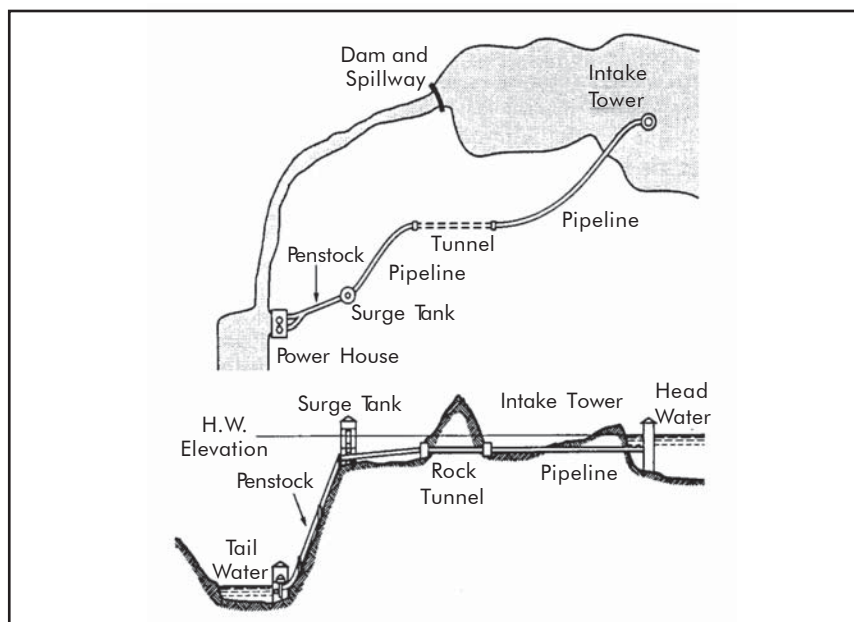 Dam and
Spillway
Intake
Tower
Pipeline
Tunnel
Penstock
Pipeline
Surge Tank
Power House
Surge Tank
Intake Tower
Head
Water
H.W.
Elevation
Penstock
Rock
Tunnel
Pipeline
Tail
Water